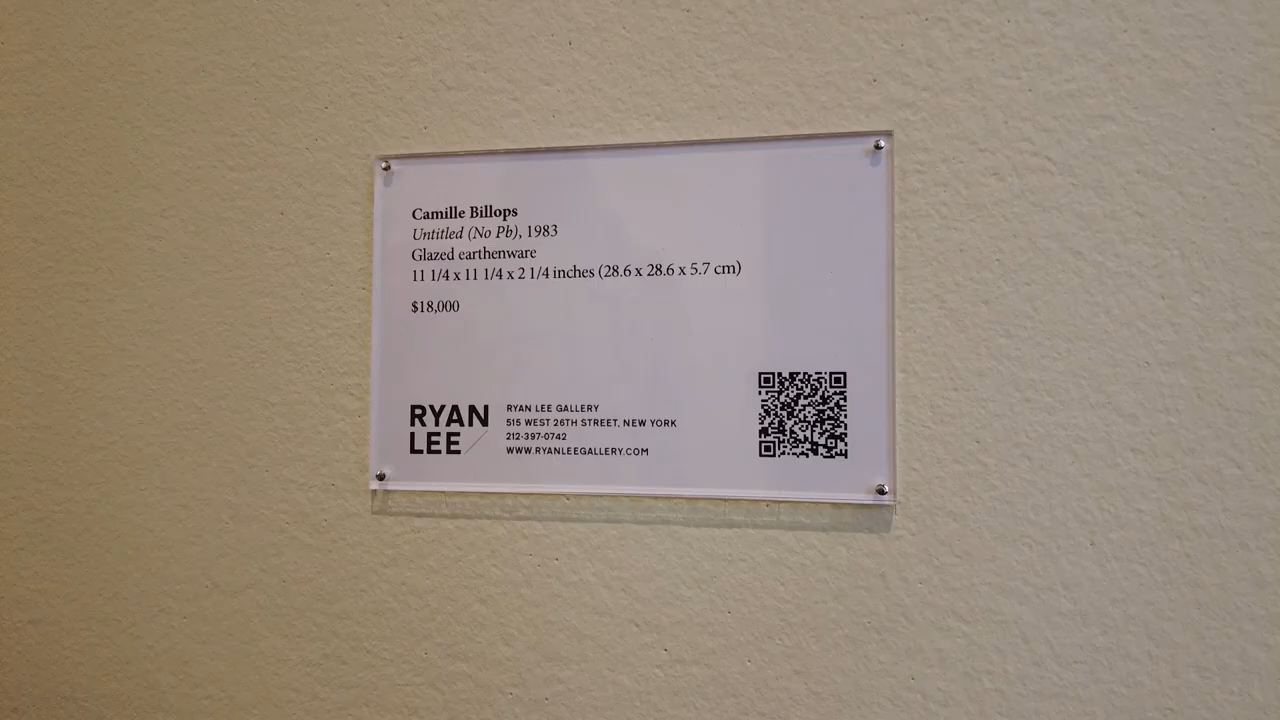 Camille Billops
Untitled (No Pb), 1983
Glazed earthenware
11 1/4 x 11 1/4 x 2 1/4 inches (28.6 x 28.6 x 5.7 cm)
$18,000
RYAN
LEE
RYAN LEE GALLERY
515 WEST 26TH STREET, NEW YORK
212-397-0742
WWW.RYANLEEGALLERY.COM